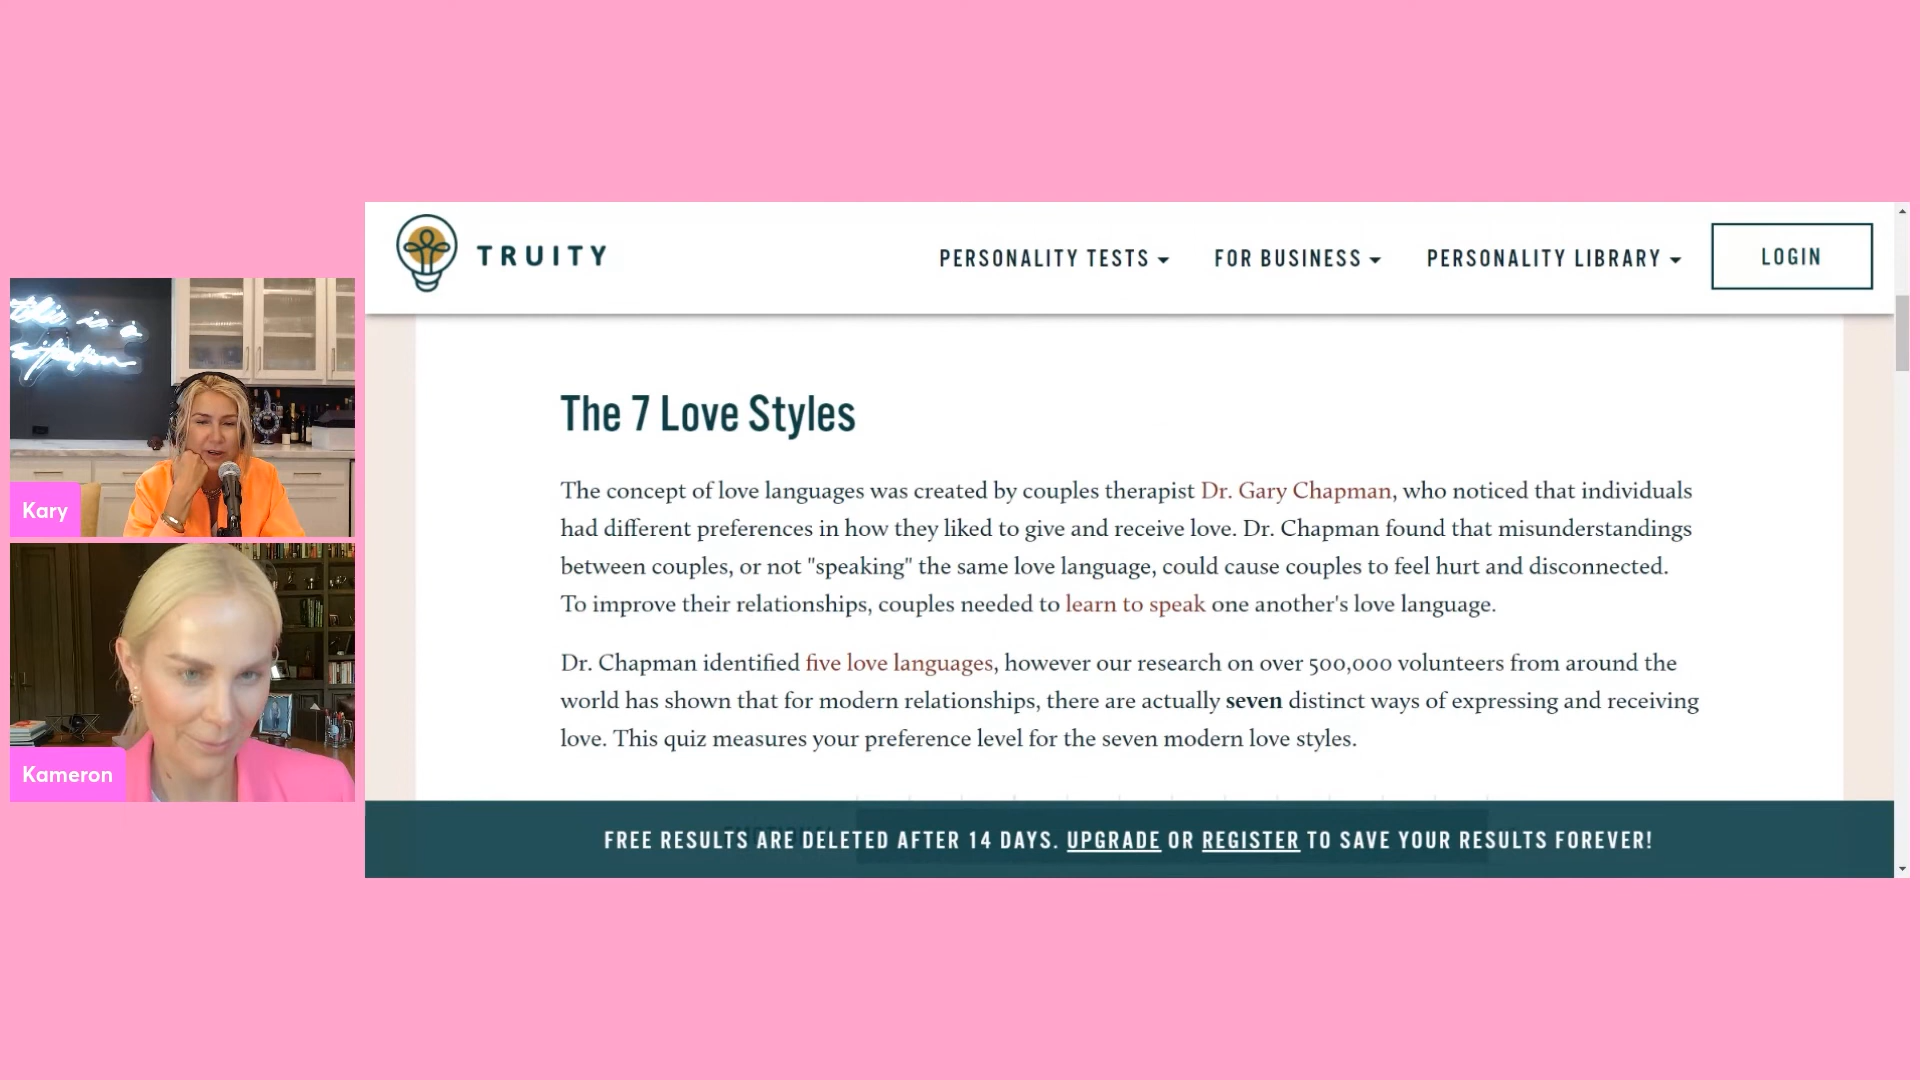 this is a
Kary
Kameron
TRUITY
PERSONALITY TESTS
FOR BUSINESS
PERSONALITY LIBRARY
LOGIN
The 7 Love Styles
The concept of love languages was created by couples therapist Dr. Gary Chapman, who noticed that individuals
had different preferences in how they liked to give and receive love. Dr. Chapman found that misunderstandings
between couples, or not "speaking" the same love language, could cause couples to feel hurt and disconnected.
To improve their relationships, couples needed to learn to speak one another's love language.
Dr. Chapman identified five love languages, however our research on over 500,000 volunteers from around the
world has shown that for modern relationships, there are actually seven distinct ways of expressing and receiving
love. This quiz measures your preference level for the seven modern love styles.
FREE RESULTS ARE DELETED AFTER 14 DAYS. UPGRADE OR REGISTER TO SAVE YOUR RESULTS FOREVER!